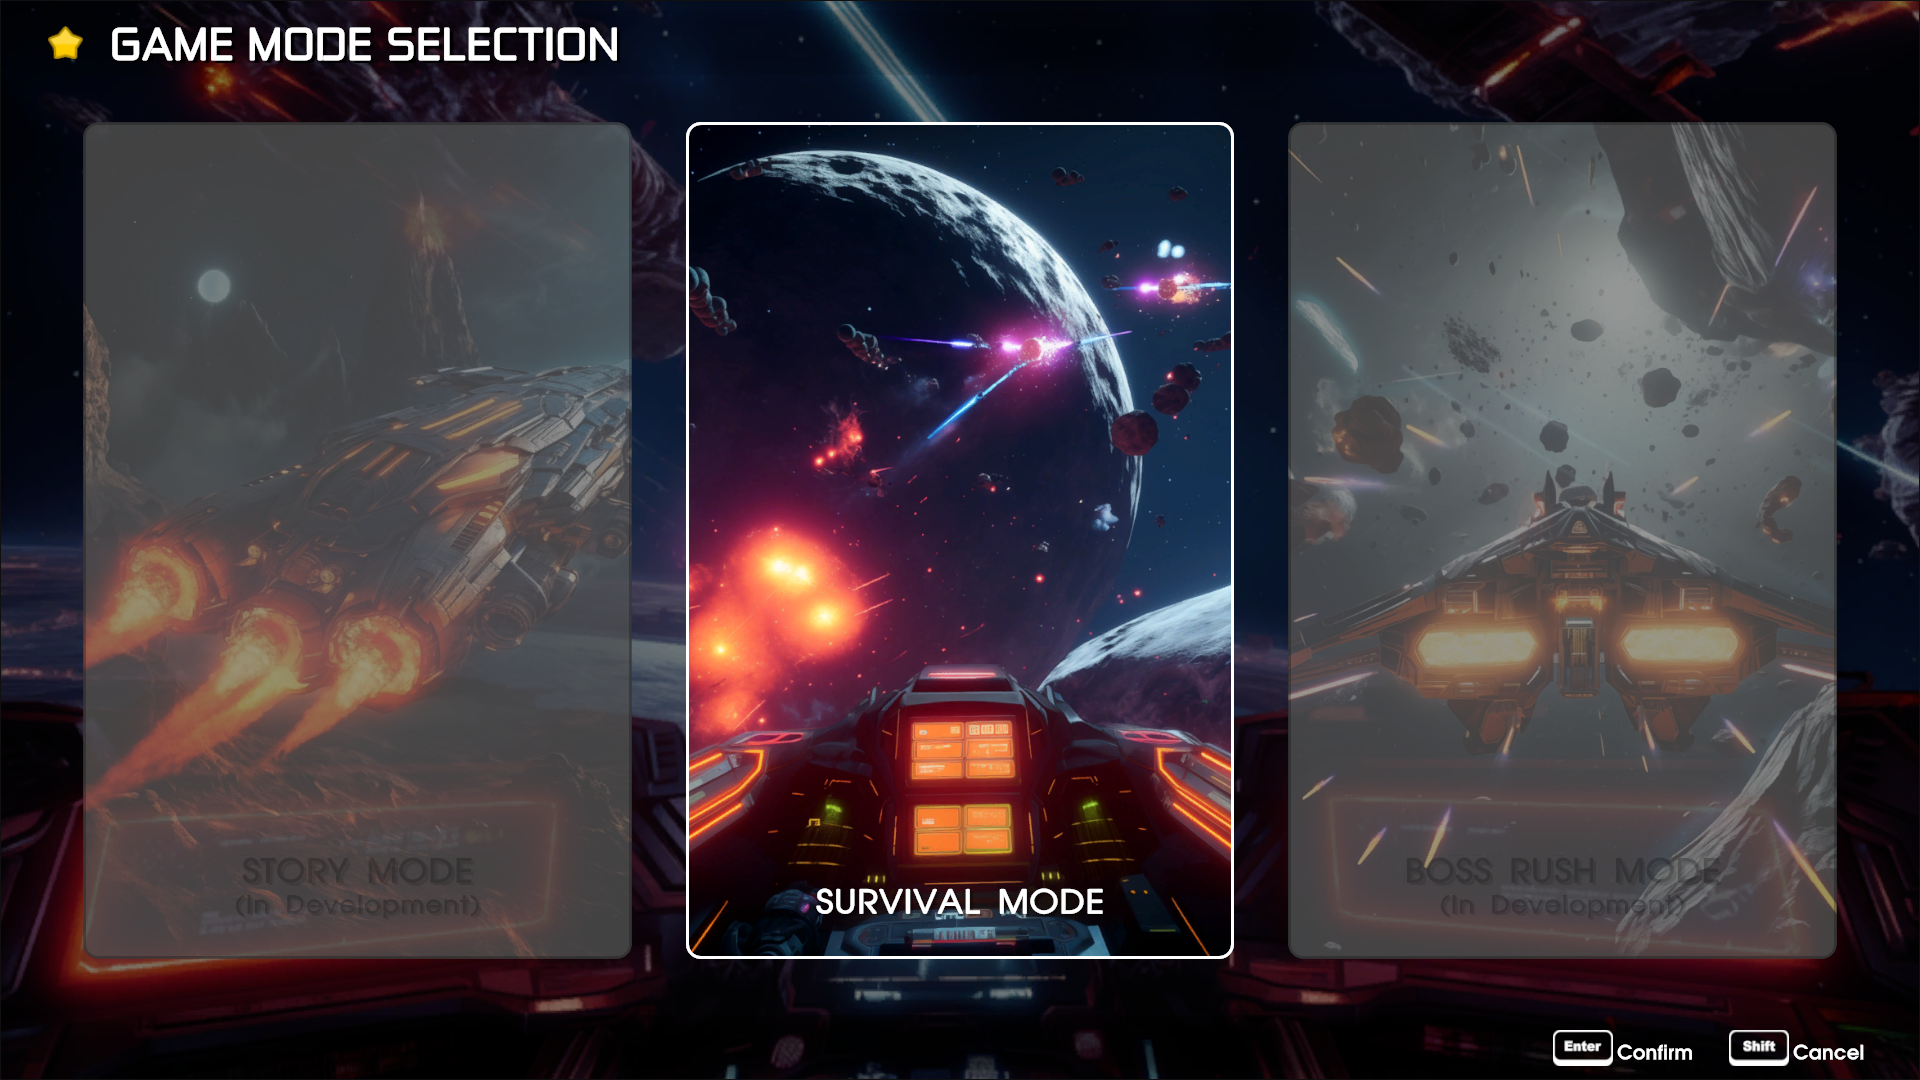 GAME MODE SELECTION
STORY MODE
(In Development)
SURVIVAL MODE
BOSS RUSH MODE
(In Development)
Enter Confirm
Shift Cancel